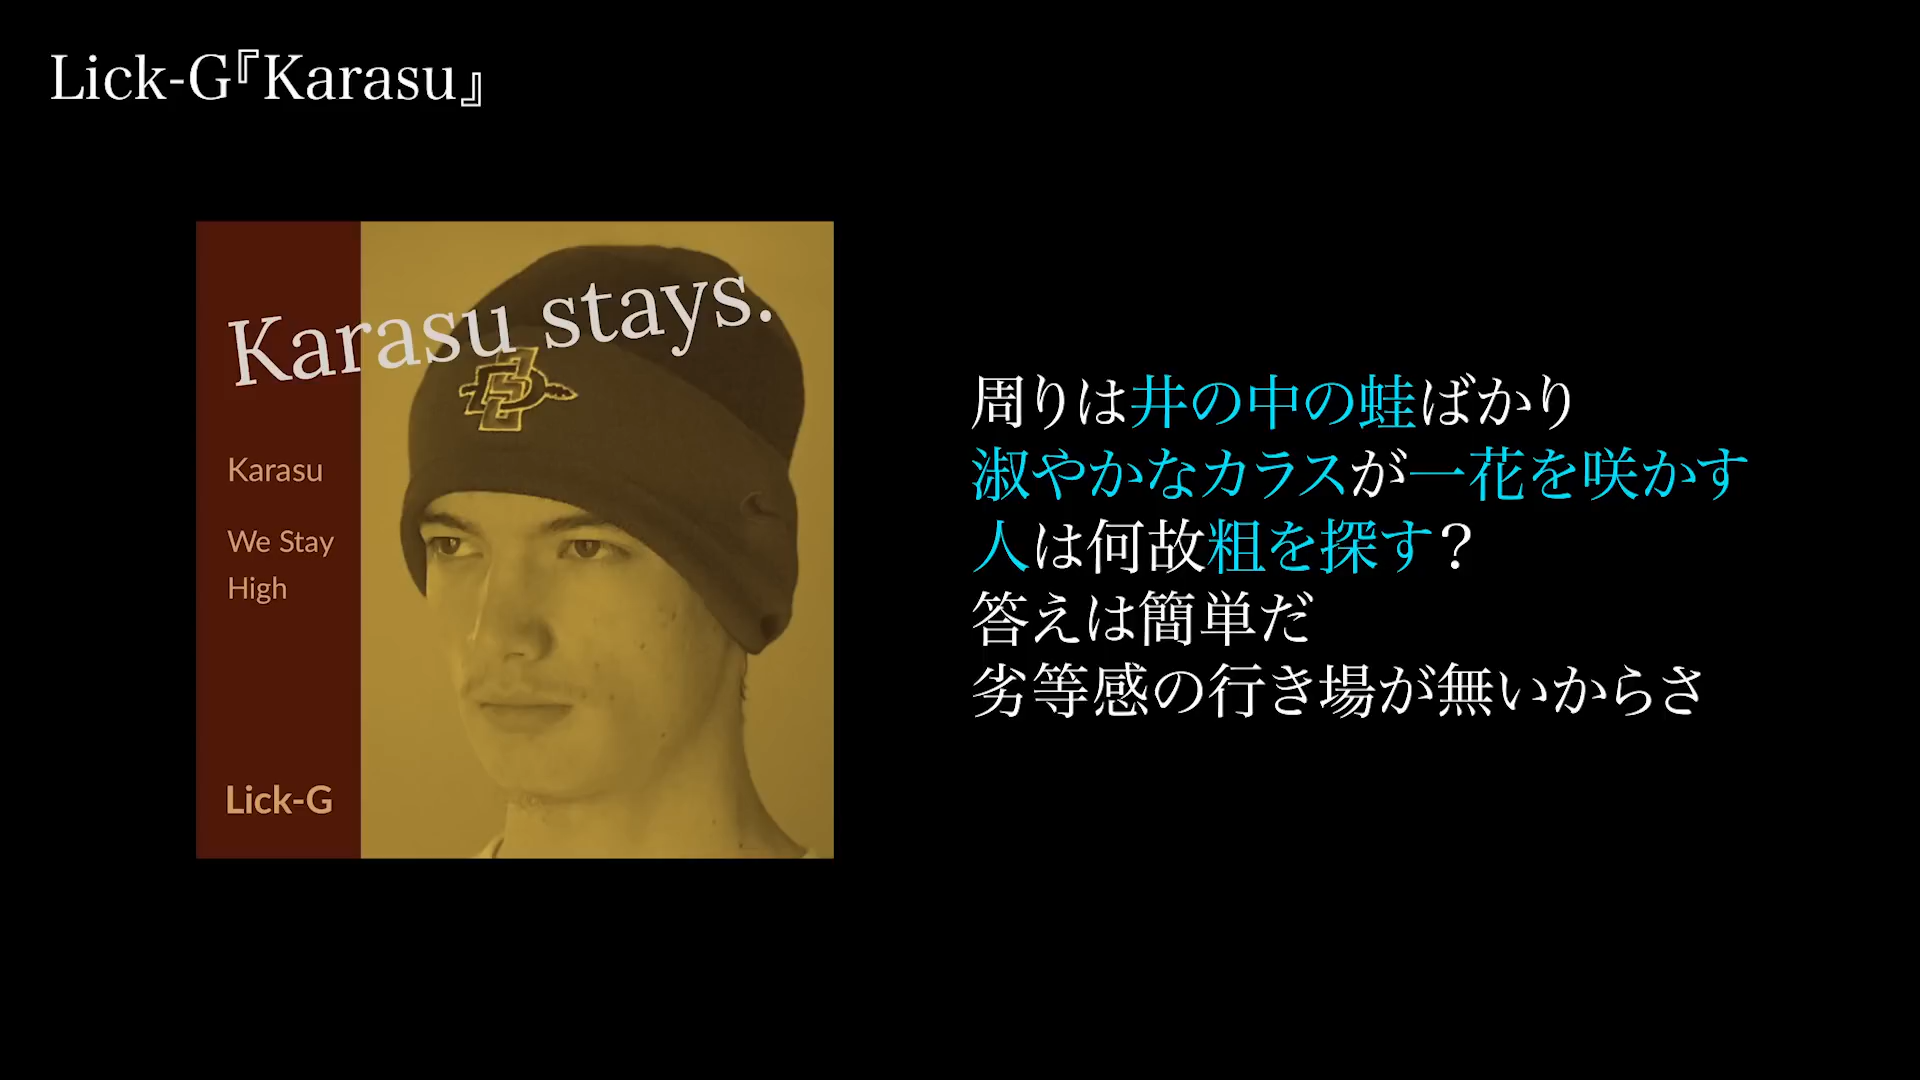 Lick-G『Karasu』
Karasu stays.
Karasu
We Stay
High
Lick-G
周りは井の中の蛙ばかり
淑やかなカラスが一花を咲かす
人は何故粗を探す？
答えは簡単だ
劣等感の行き場が無いからさ